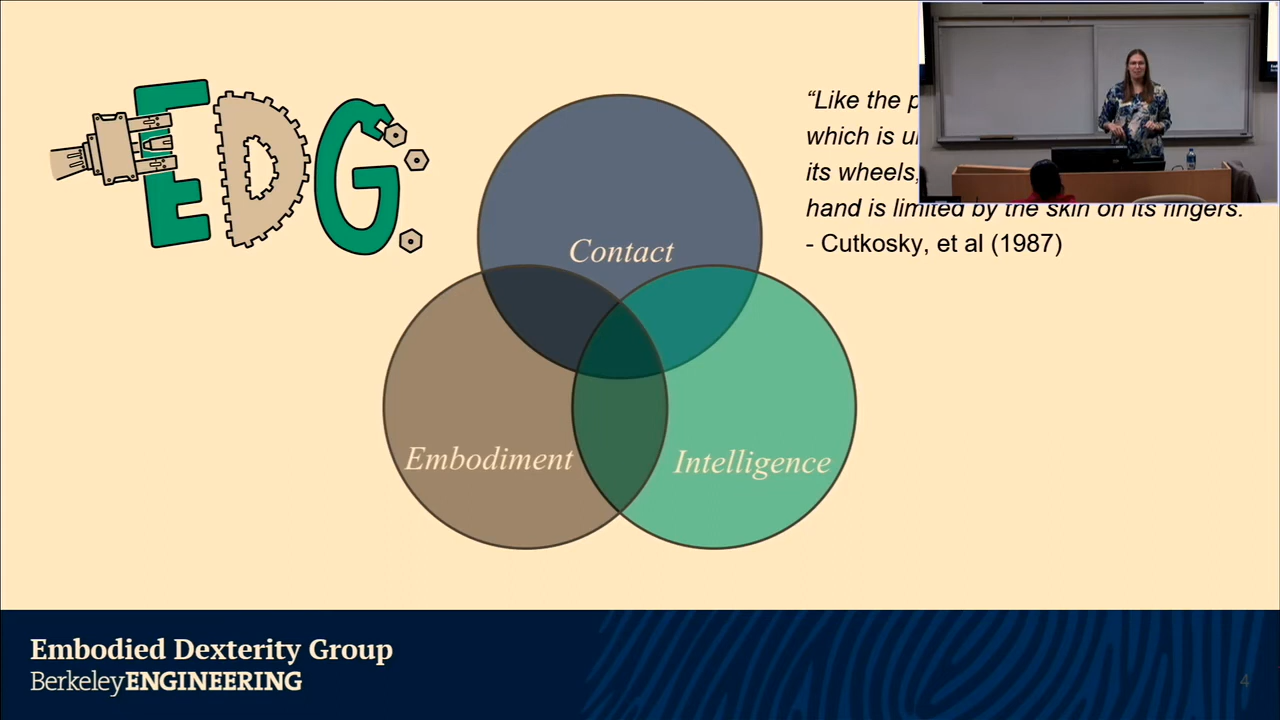 EDG
“Like the
which is
its wheels,
hand is limited by the skin on its fingers.
- Cutkosky, et al (1987)
Contact
Embodiment
Intelligence
Embodied Dexterity Group
BerkeleyENGINEERING
4